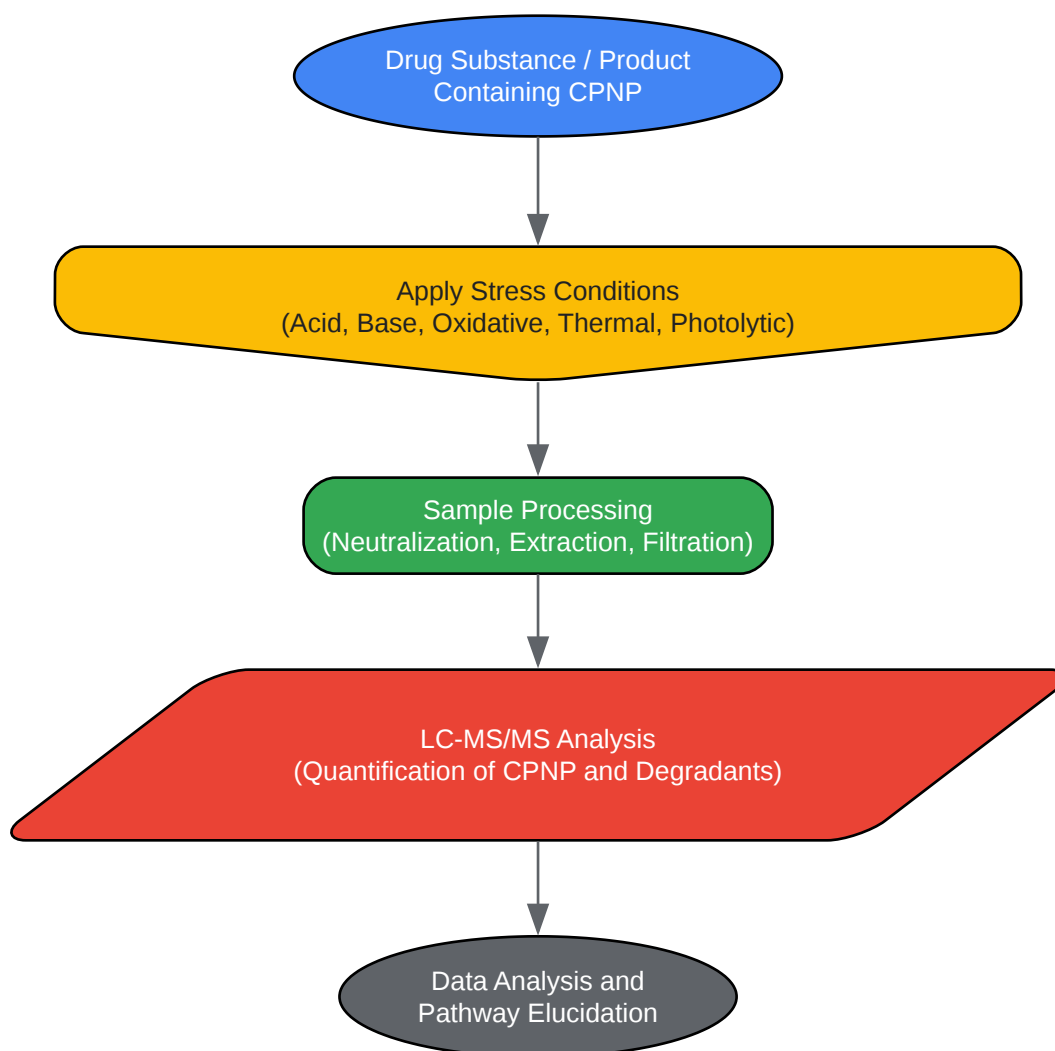 Drug Substance / Product
Containing CPNP
Apply Stress Conditions
(Acid, Base, Oxidative, Thermal, Photolytic)
Sample Processing
(Neutralization, Extraction, Filtration)
LC-MS/MS Analysis
(Quantification of CPNP and Degradants)
Data Analysis and
Pathway Elucidation